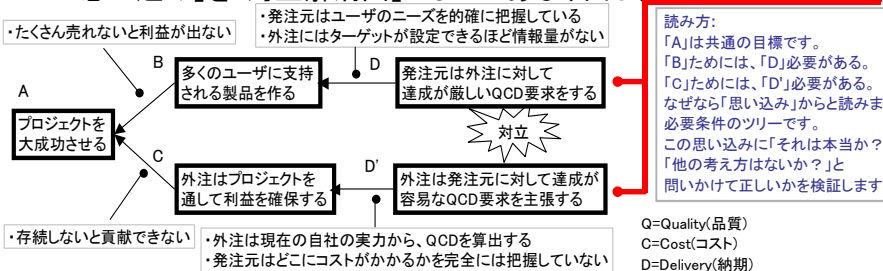 ・発注元はユーザのニーズを的確に把握している
・外注にはターゲットが設定できるほど情報量がない
・たくさん売れないと利益が出ない
B
多くのユーザに支持
される製品を作る
D
発注元は外注に対して
達成が厳しいQCD要求をする
A
プロジェクトを
大成功させる
対立
C
外注はプロジェクトを
通して利益を確保する
D'
外注は発注元に対して達成が
容易なQCD要求を主張する
・存続しないと貢献できない
・外注は現在の自社の実力から、QCDを算出する
・発注元はどこにコストがかかるかを完全には把握していない
読み方:
「A」は共通の目標です。
「B」ためには、「D」必要がある。
「C」ためには、「D'」必要がある。
なぜなら「思い込み」からと読みま
必要条件のツリーです。
この思い込みに「それは本当か?
「他の考え方はないか?」と
問いかけて正しいかを検証します
Q=Quality(品質)
C=Cost(コスト)
D=Delivery(納期)